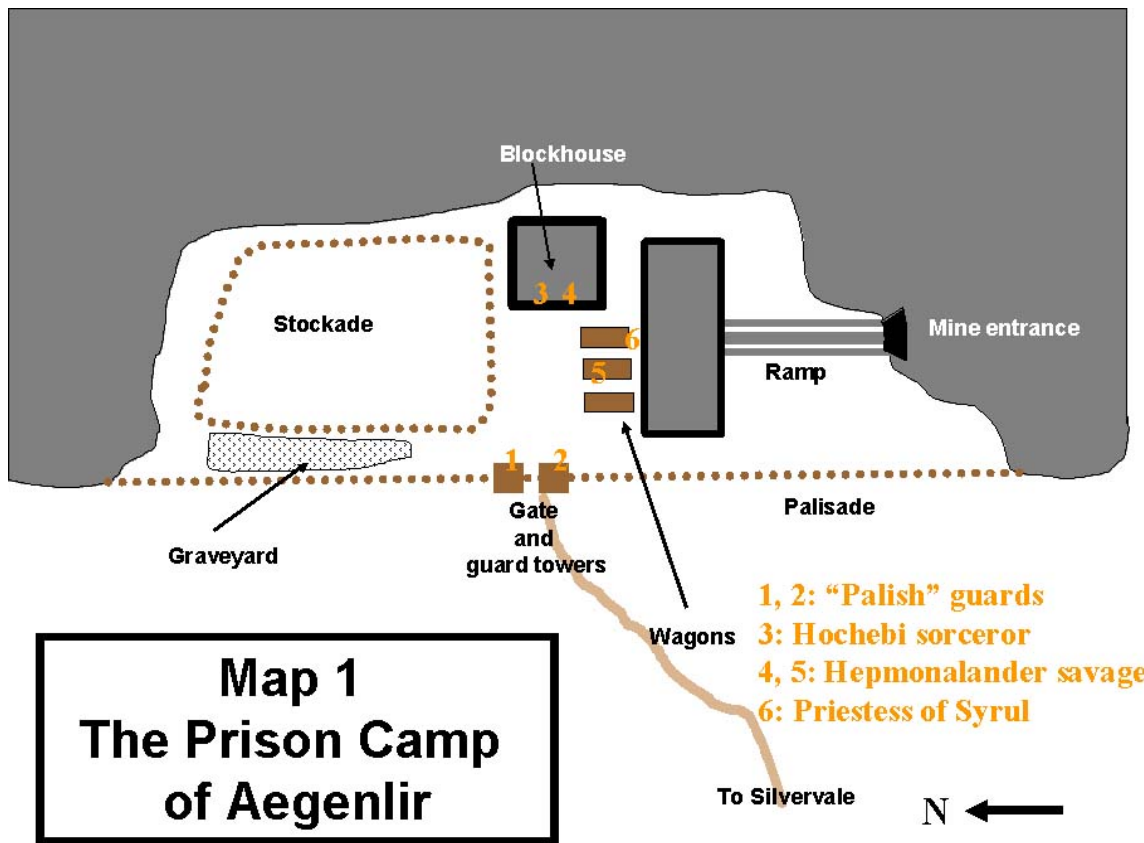 Blockhouse
3 4
Stockade
6
Mine entrance
5
Ramp
1 2
Gate
and
guard towers
Palisade
Graveyard
Wagons
1, 2: “Palish” guards
3: Hochebi sorceror
4, 5: Hepmonalander savage
6: Priestess of Syrul
Map 1
The Prison Camp
of Aegenlir
To Silvervale
N